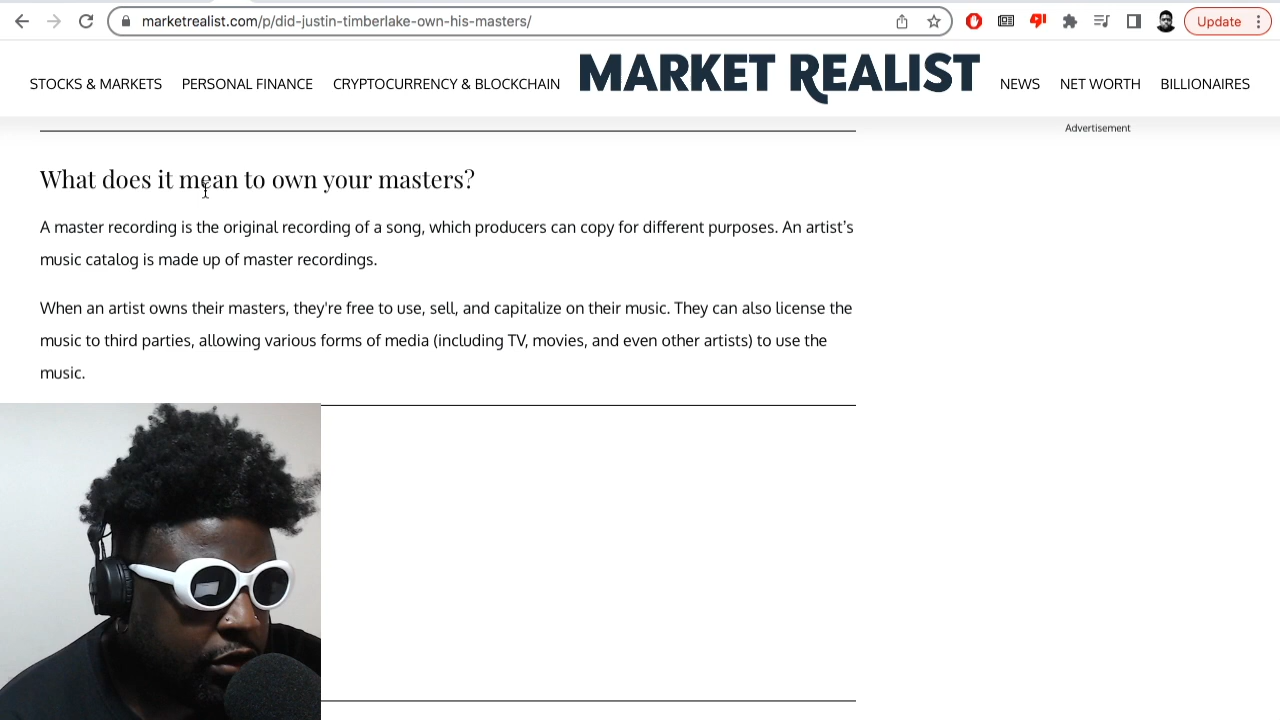 marketrealist.com/p/did-justin-timberlake-own-his-masters/
Update
STOCKS & MARKETS PERSONAL FINANCE CRYPTOCURRENCY & BLOCKCHAIN MARKET REALIST NEWS NET WORTH BILLIONAIRES
Advertisement
What does it mean to own your masters?
A master recording is the original recording of a song, which producers can copy for different purposes. An artist's
music catalog is made up of master recordings.
When an artist owns their masters, they're free to use, sell, and capitalize on their music. They can also license the
music to third parties, allowing various forms of media (including TV, movies, and even other artists) to use the
music.